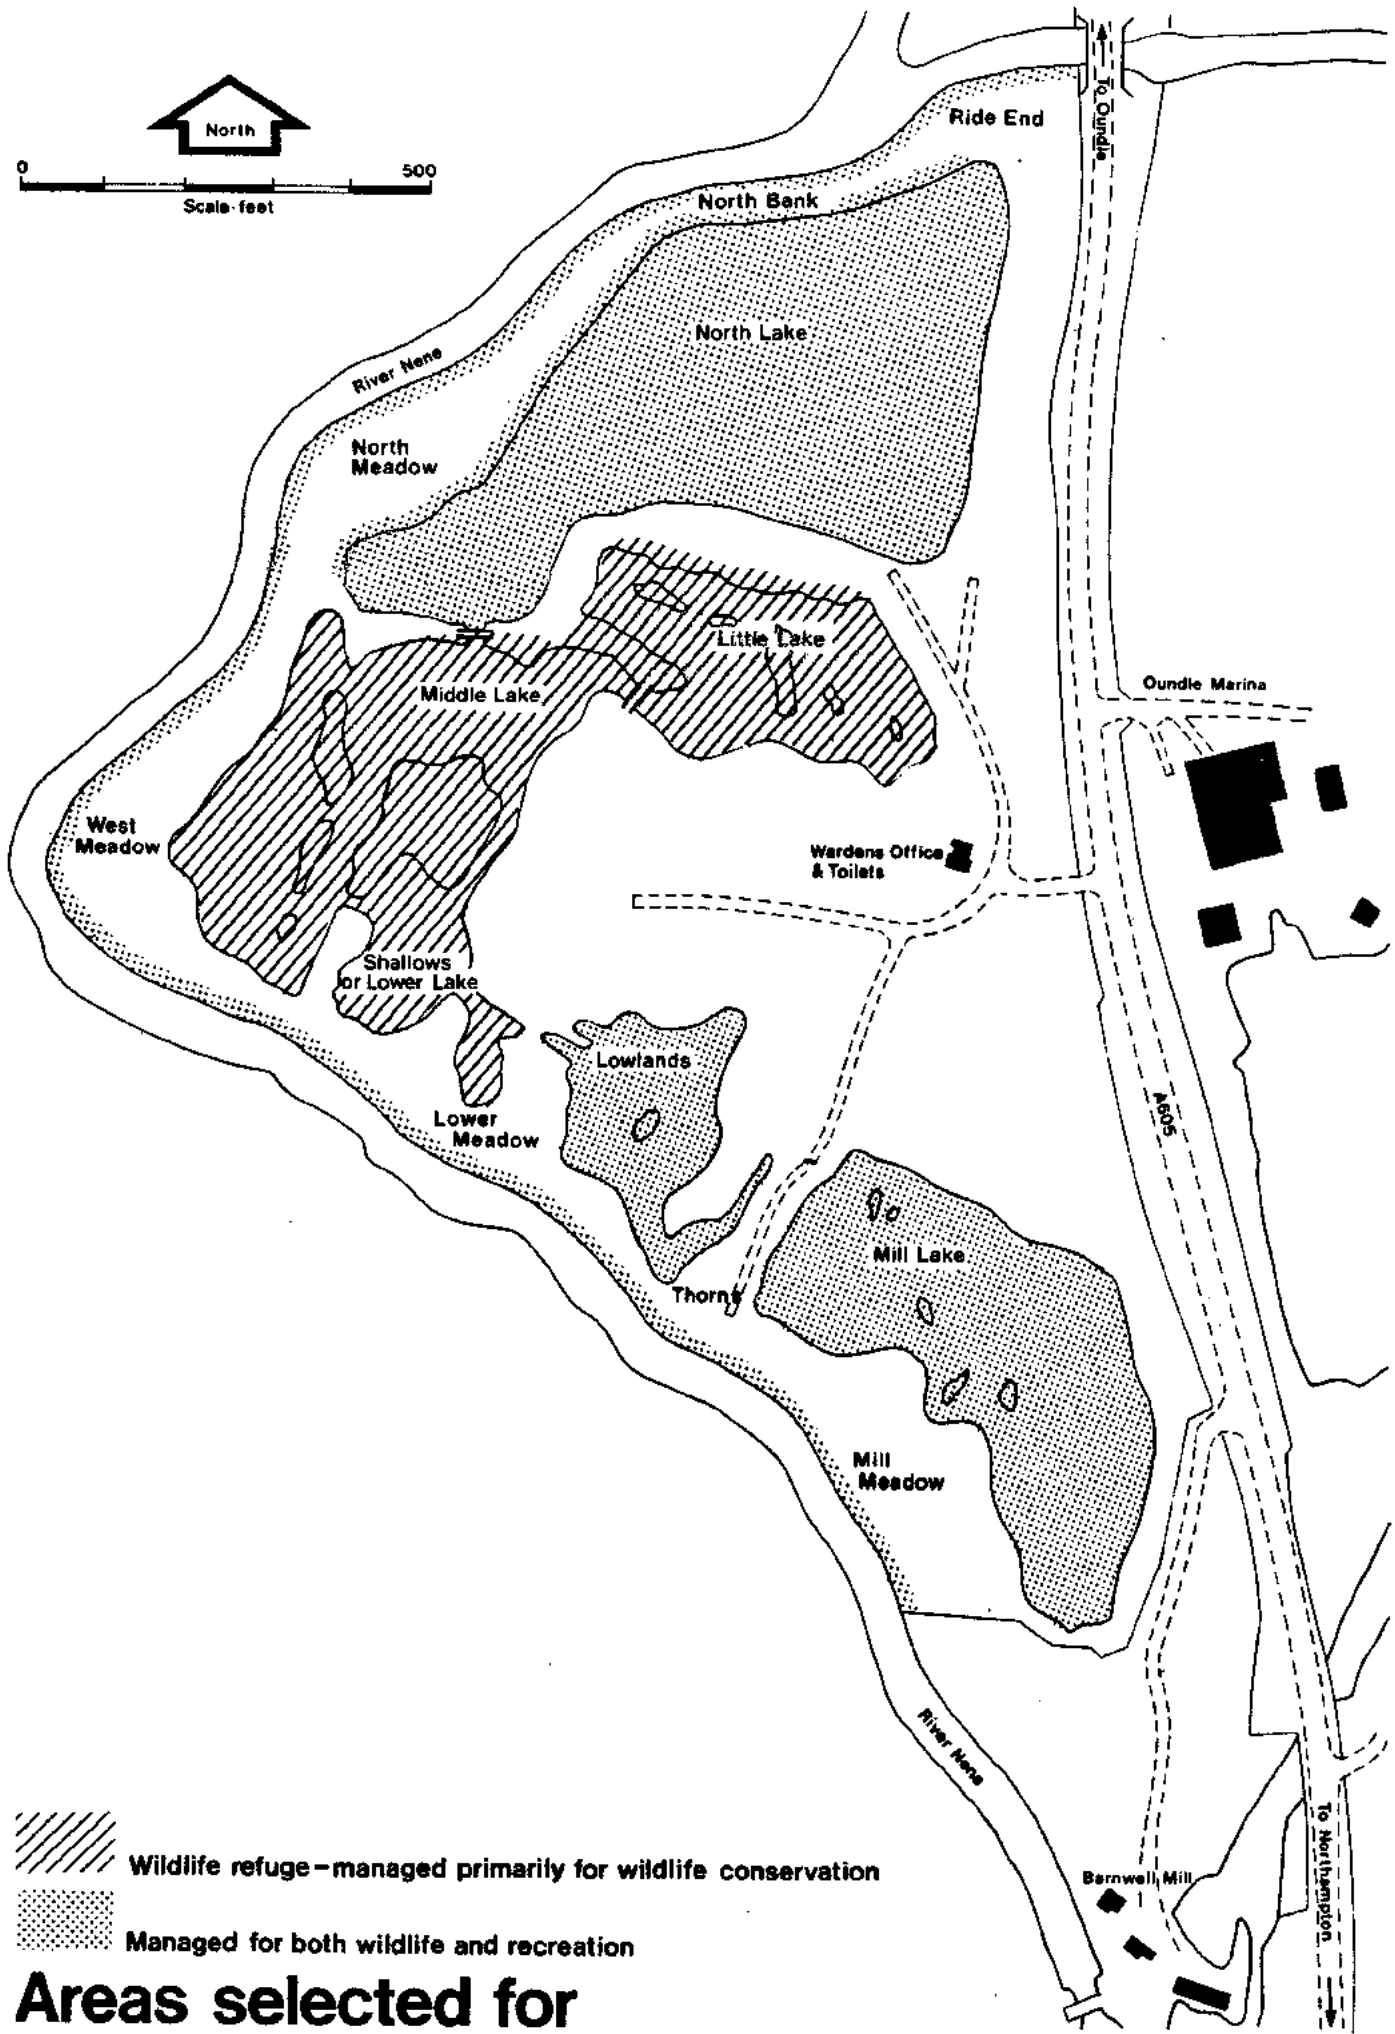 To Oundle
Ride End
North
0 500
Scale-feet
North Bank
North Lake
River Nene
North
Meadow
Little Lake
Middle Lake
Oundle Marina
West
Meadow
Wardens Office
& Toilets
Shallows
or Lower Lake
Lowlands
A605
Lower
Meadow
Mill Lake
Thorns
Mill
Meadow
River Nene
To Northampton
Barnwell Mill
Wildlife refuge–managed primarily for wildlife conservation
Managed for both wildlife and recreation
Areas selected for